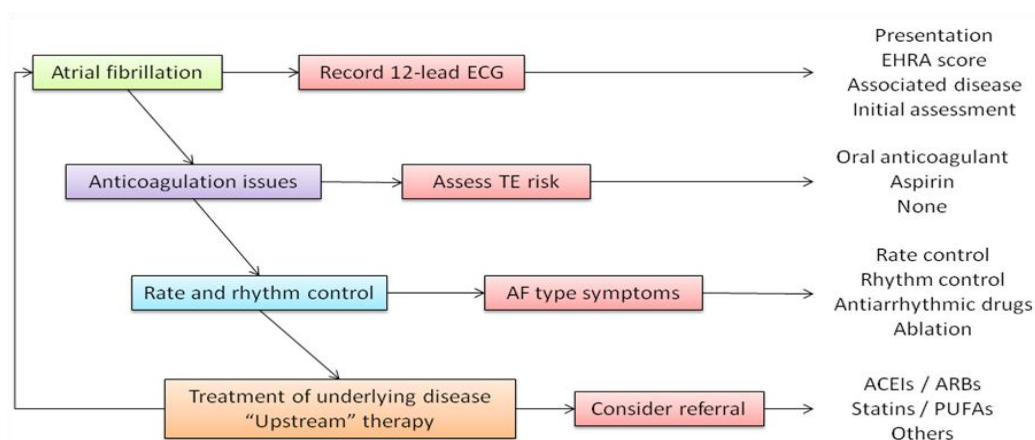 Atrial fibrillation
Record 12-lead ECG
Presentation
EHRA score
Associated disease
Initial assessment
Anticoagulation issues
Assess TE risk
Oral anticoagulant
Aspirin
None
Rate and rhythm control
AF type symptoms
Rate control
Rhythm control
Antiarrhythmic drugs
Ablation
Treatment of underlying disease
“Upstream” therapy
Consider referral
ACEIs / ARBs
Statins / PUFAs
Others